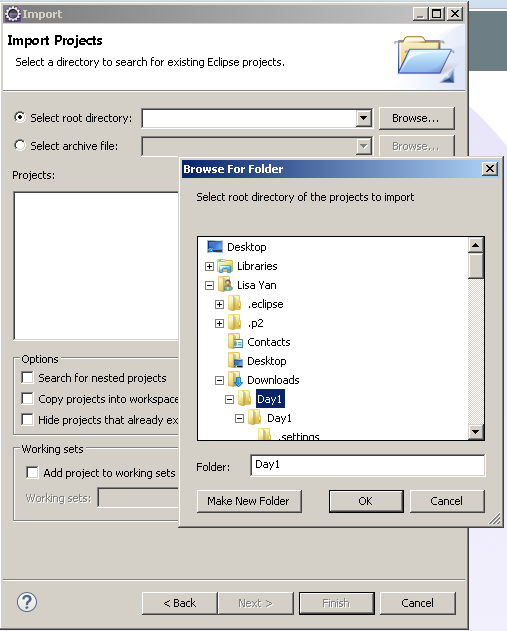 Import
Import Projects
Select a directory to search for existing Eclipse projects.
Select root directory:
Browse...
Select archive file:
Browse...
Projects:
Browse For Folder
Select root directory of the projects to import
Desktop
Libraries
Lisa Yan
.eclipse
.p2
Contacts
Desktop
Downloads
Day1
Day1
.settings
Folder:
Day1
Make New Folder
OK
Cancel
Options
Search for nested projects
Copy projects into workspace
Hide projects that already ex
Working sets
Add project to working sets
Working sets:
?
< Back
Next >
Finish
Cancel